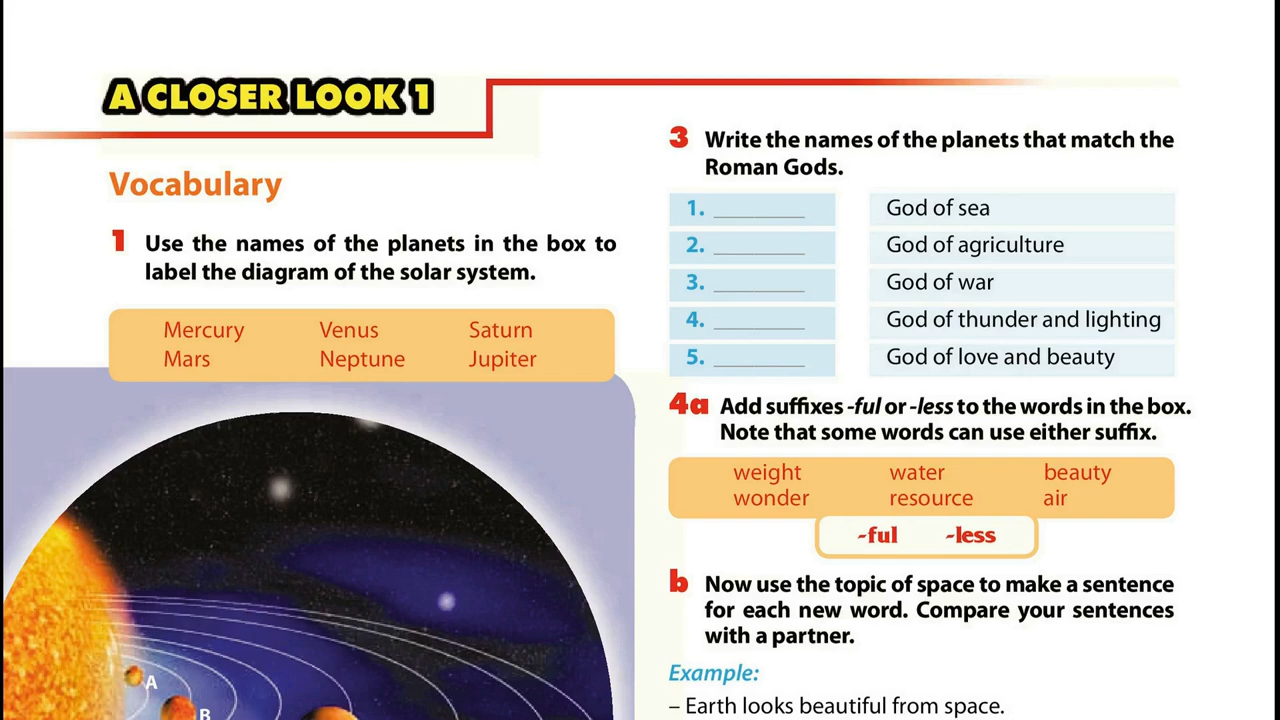 A CLOSER LOOK 1
Vocabulary
1 Use the names of the planets in the box to
label the diagram of the solar system.
Mercury Venus Saturn
Mars Neptune Jupiter
A
B
3 Write the names of the planets that match the
Roman Gods.
1. ________ God of sea
2. ________ God of agriculture
3. ________ God of war
4. ________ God of thunder and lighting
5. ________ God of love and beauty
4a Add suffixes -ful or -less to the words in the box.
Note that some words can use either suffix.
weight water beauty
wonder resource air
-ful -less
b Now use the topic of space to make a sentence
for each new word. Compare your sentences
with a partner.
Example:
– Earth looks beautiful from space.